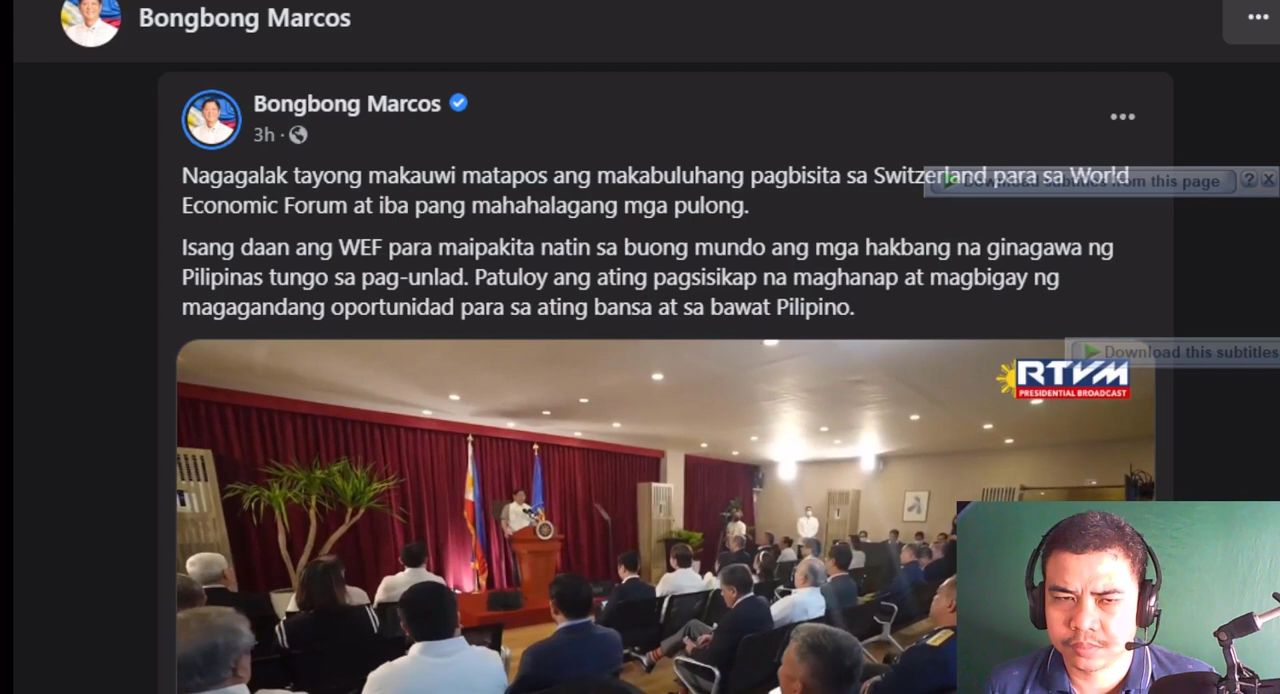 Bongbong Marcos
Bongbong Marcos
3h
Nagagalak tayong makauwi matapos ang makabuluhang pagbisita sa Switzerland para sa World
Economic Forum at iba pang mahahalagang mga pulong.
Download subtitles from this page ? X
Isang daan ang WEF para maipakita natin sa buong mundo ang mga hakbang na ginagawa ng
Pilipinas tungo sa pag-unlad. Patuloy ang ating pagsisikap na maghanap at magbigay ng
magagandang oportunidad para sa ating bansa at sa bawat Pilipino.
Download this subtitles
RTVM
PRESIDENTIAL BROADCAST